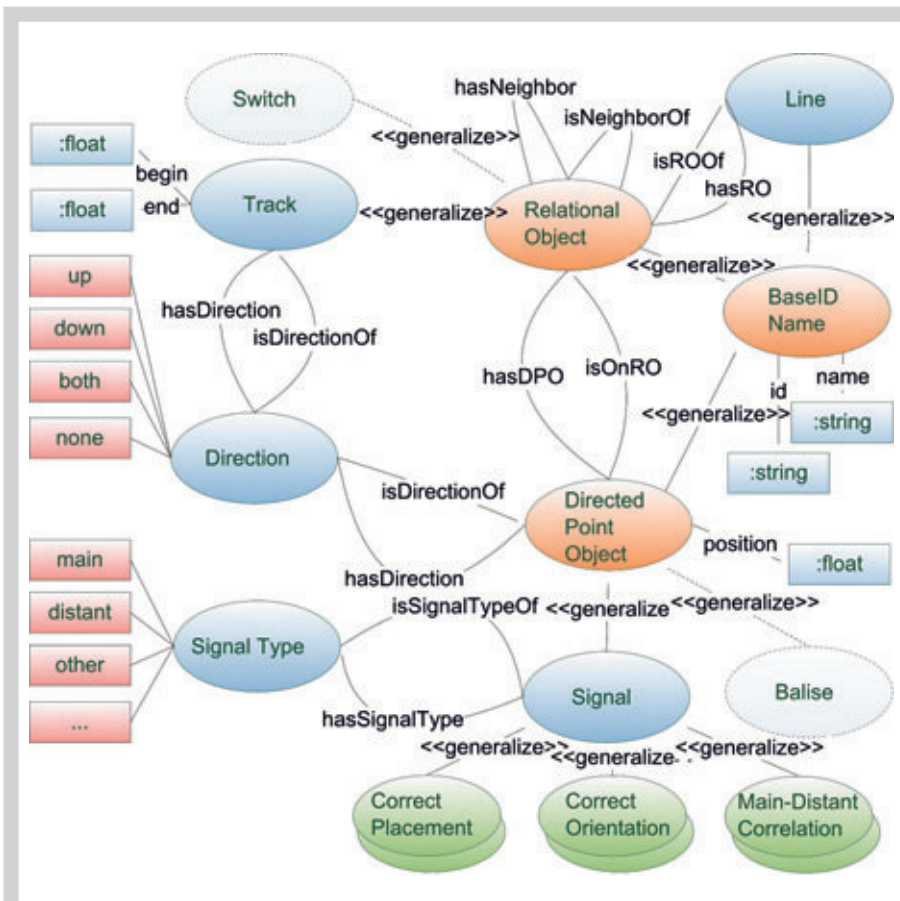 Switch
hasNeighbor
Line
<<generalize>>
isNeighborOf
:float
begin
isROOf
hasRO
:float
end
Track
<<generalize>>
Relational
Object
<<generalize>>
<<generalize>>
up
down
both
none
hasDirection
isDirectionOf
BaseID
Name
hasDPO
isOnRO
id
name
<<generalize>>
:string
:string
Direction
isDirectionOf
Directed
Point
Object
position
:float
hasDirection
main
distant
other
...
Signal Type
isSignalTypeOf
<<generalize
<<generalize>>
Signal
Balise
hasSignalType
<<generalize>>
<<generalize
<<generalize>>
Correct
Placement
Correct
Orientation
Main-Distant
Correlation